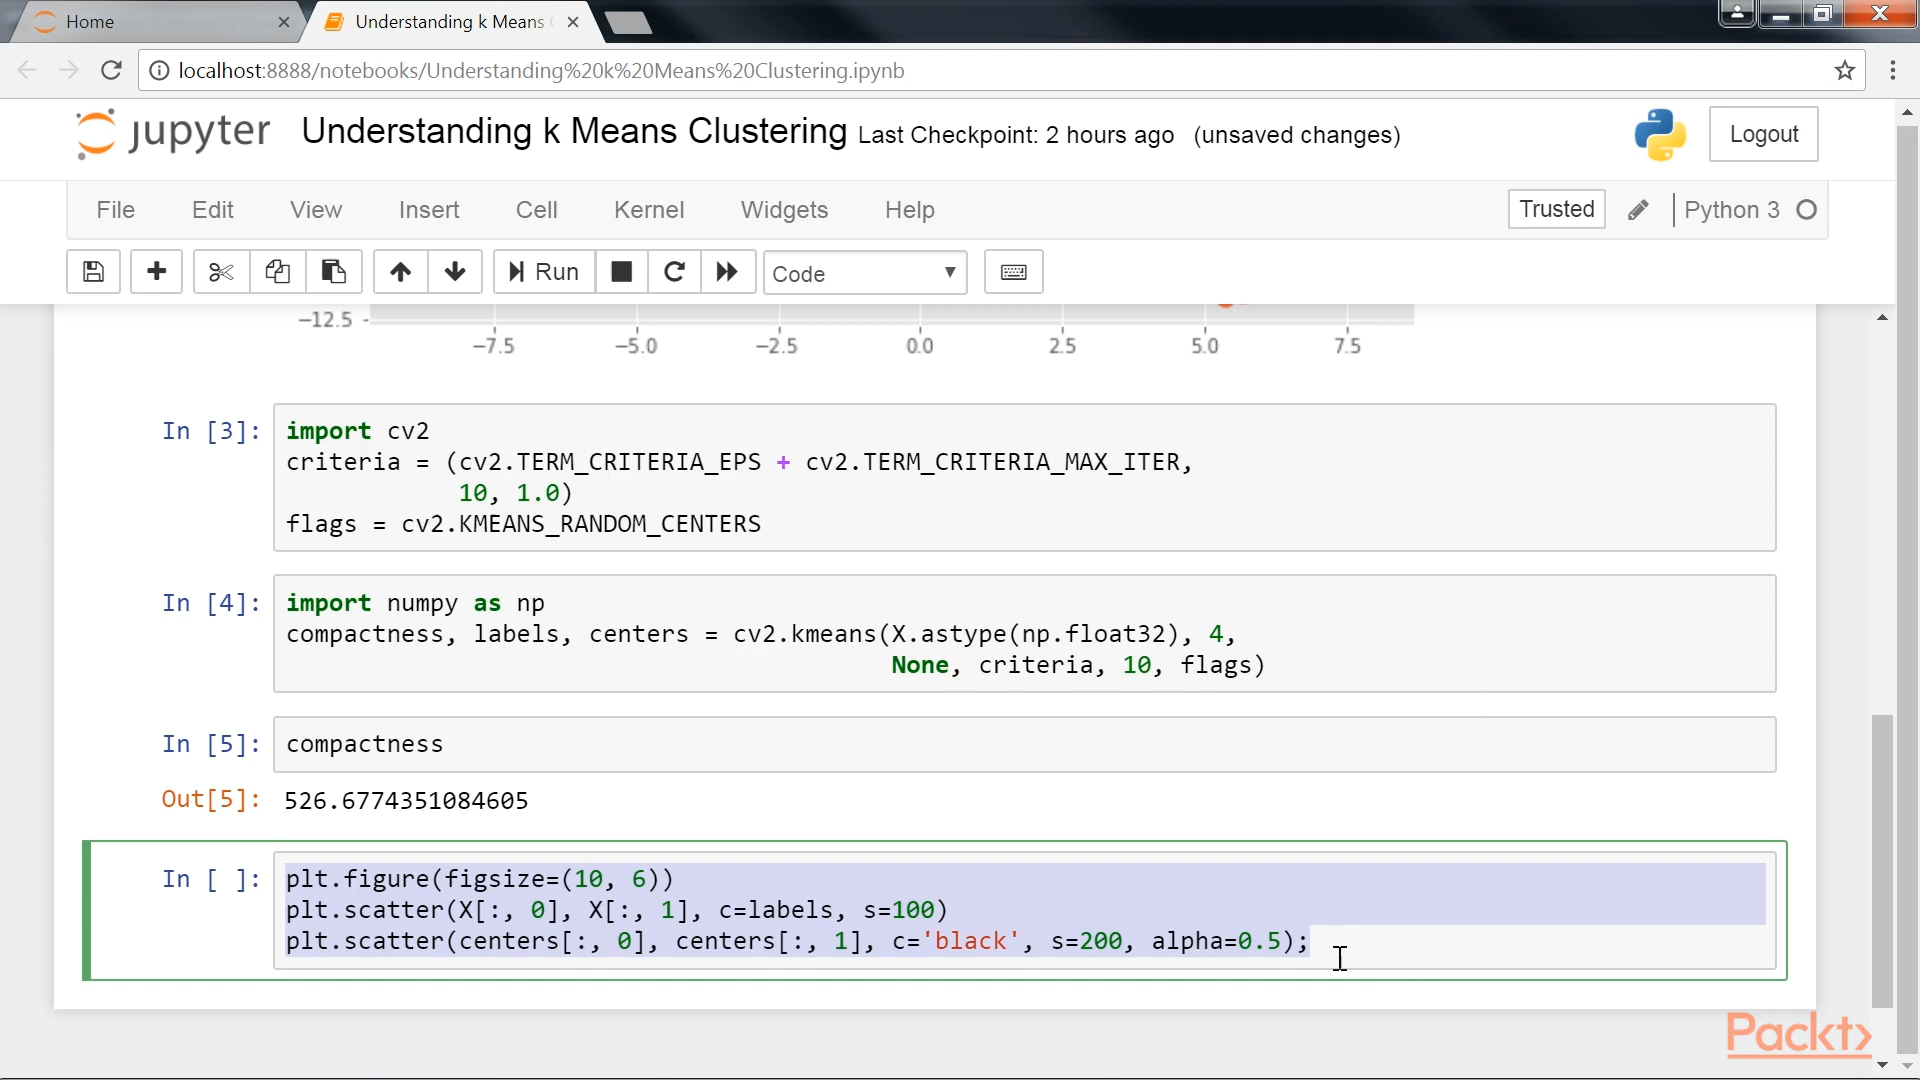 Home
Understanding k Means
localhost:8888/notebooks/Understanding%20k%20Means%20Clustering.ipynb
jupyter Understanding k Means Clustering Last Checkpoint: 2 hours ago (unsaved changes)
Logout
File Edit View Insert Cell Kernel Widgets Help
Trusted
Python 3
Run
Code
−12.5
−7.5 −5.0 −2.5 0.0 2.5 5.0 7.5
In [3]: import cv2
criteria = (cv2.TERM_CRITERIA_EPS + cv2.TERM_CRITERIA_MAX_ITER,
10, 1.0)
flags = cv2.KMEANS_RANDOM_CENTERS
In [4]: import numpy as np
compactness, labels, centers = cv2.kmeans(X.astype(np.float32), 4,
None, criteria, 10, flags)
In [5]: compactness
Out[5]: 526.6774351084605
In [ ]: plt.figure(figsize=(10, 6))
plt.scatter(X[:, 0], X[:, 1], c=labels, s=100)
plt.scatter(centers[:, 0], centers[:, 1], c='black', s=200, alpha=0.5);
Packt